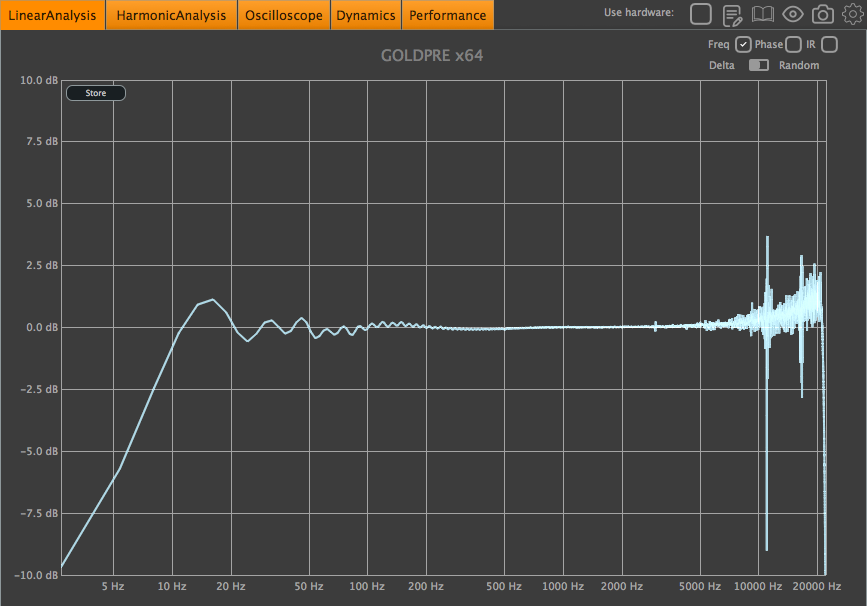 LinearAnalysis HarmonicAnalysis Oscilloscope Dynamics Performance Use hardware:
Freq Phase IR
GOLDPRE x64
Delta Random
10.0 dB
Store
7.5 dB
5.0 dB
2.5 dB
0.0 dB
-2.5 dB
-5.0 dB
-7.5 dB
-10.0 dB
5 Hz 10 Hz 20 Hz 50 Hz 100 Hz 200 Hz 500 Hz 1000 Hz 2000 Hz 5000 Hz 10000 Hz 20000 Hz